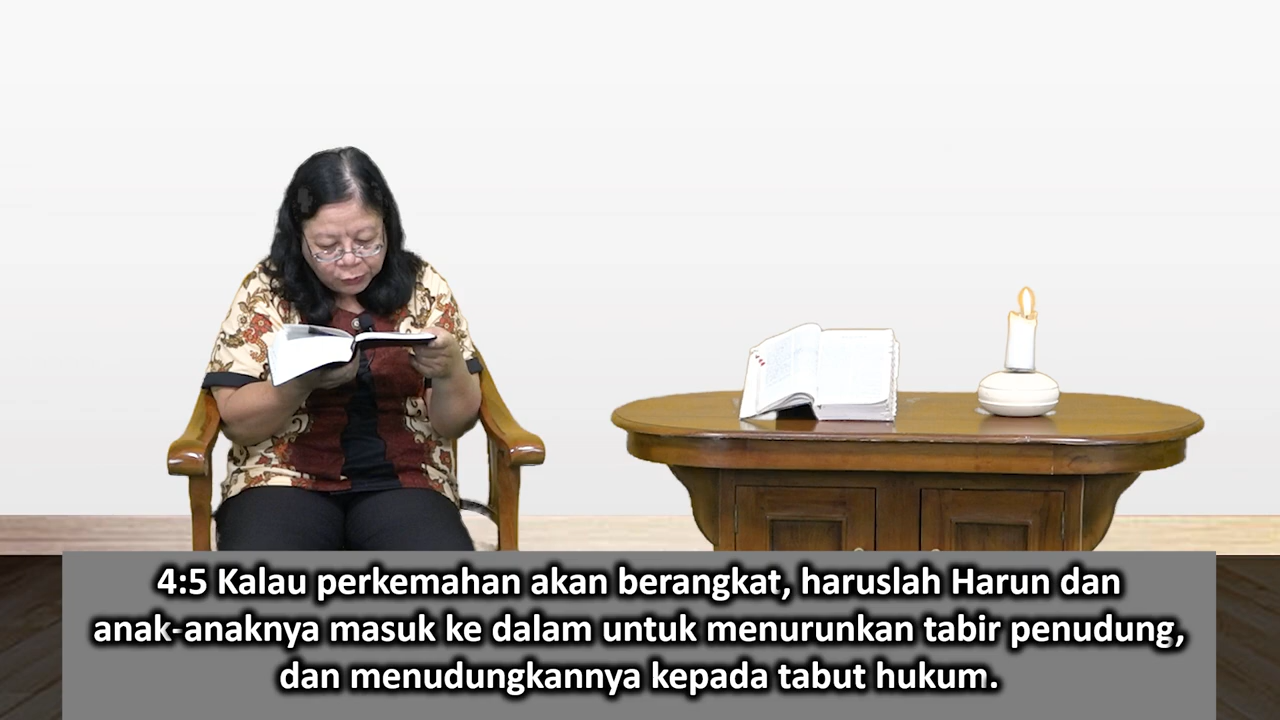 4:5 Kalau perkemahan akan berangkat, haruslah Harun dan
anak-anaknya masuk ke dalam untuk menurunkan tabir penudung,
dan menudungkannya kepada tabut hukum.